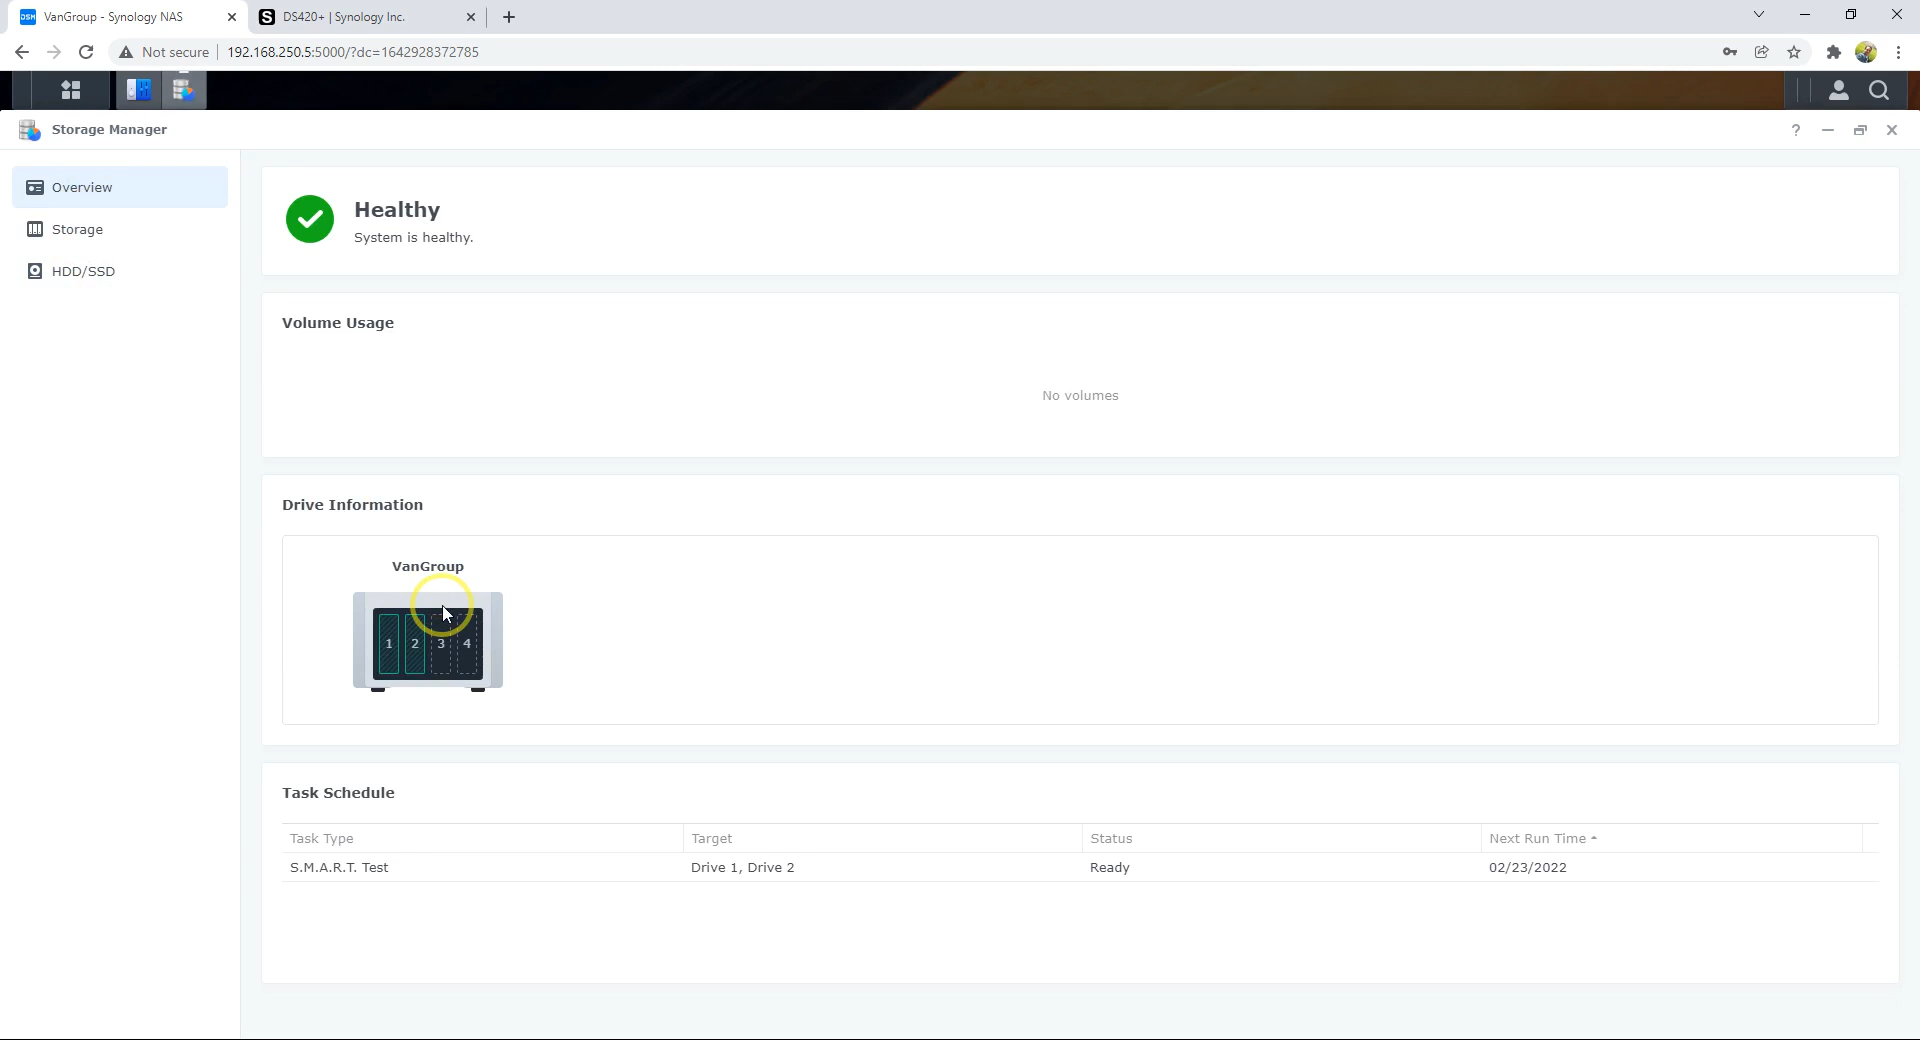 VanGroup - Synology NAS
DS420+ | Synology Inc.
Not secure
192.168.250.5:5000/?dc=1642928372785
Storage Manager
Overview
Storage
HDD/SSD
Healthy
System is healthy.
Volume Usage
No volumes
Drive Information
VanGroup
1 2 3 4
Task Schedule
Task Type Target Status Next Run Time
S.M.A.R.T. Test Drive 1, Drive 2 Ready 02/23/2022